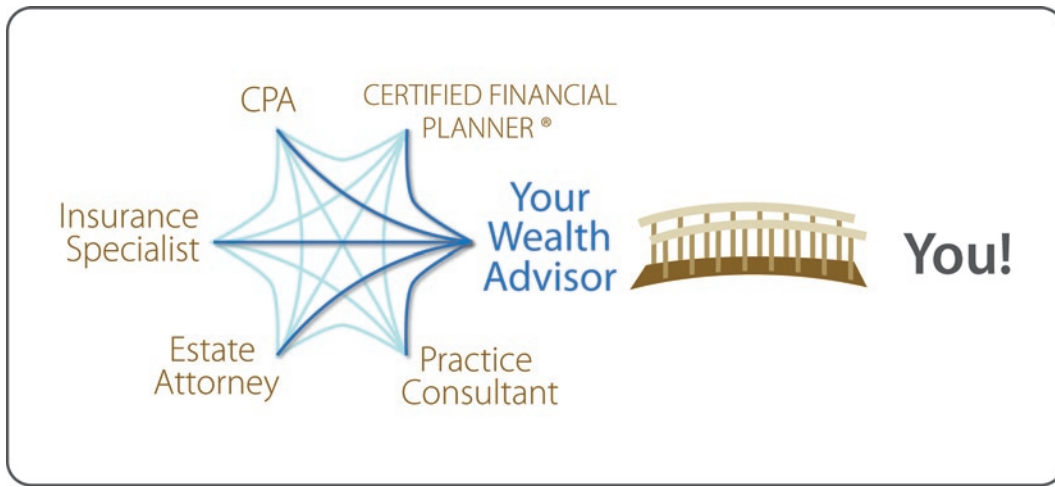 CPA
CERTIFIED FINANCIAL
PLANNER ®
Insurance
Specialist
Your
Wealth
Advisor
You!
Estate
Attorney
Practice
Consultant